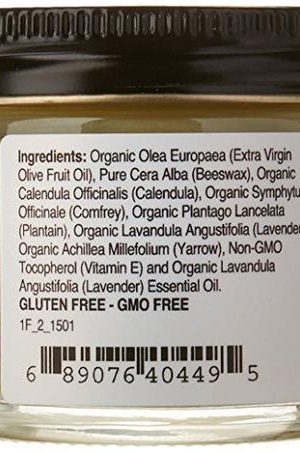 Ingredients: Organic Olea Europaea (Extra Virgin
Olive Fruit Oil), Pure Cera Alba (Beeswax), Organic
Calendula Officinalis (Calendula), Organic Symphytu
Officinale (Comfrey), Organic Plantago Lancelata
(Plantain), Organic Lavandula Angustifolia (Lavender
Organic Achillea Millefolium (Yarrow), Non-GMO
Tocopherol (Vitamin E) and Organic Lavandula
Angustifolia (Lavender) Essential Oil.
GLUTEN FREE - GMO FREE
1F_2_1501
6 89076 40449 5